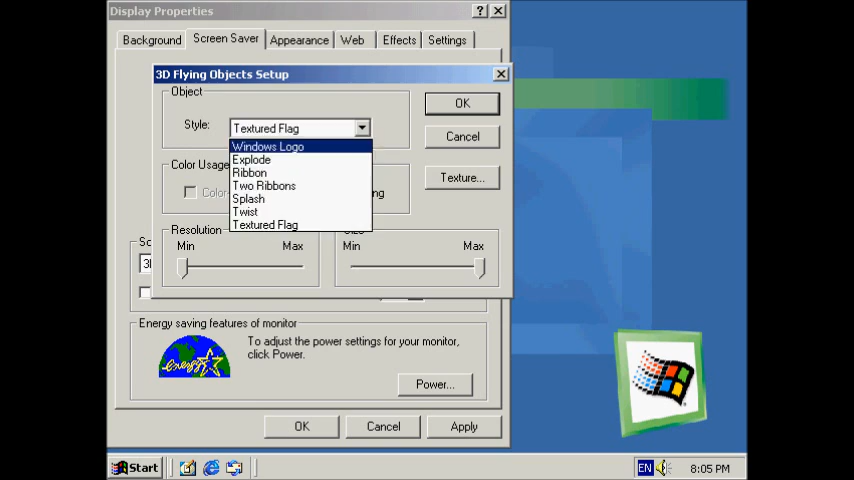 Display Properties
Background
Screen Saver
Appearance
Web
Effects
Settings
3D Flying Objects Setup
Object
OK
Style:
Textured Flag
Cancel
Windows Logo
Explode
Ribbon
Two Ribbons
Splash
Twist
Textured Flag
Color Usage
Texture...
Resolution
Min
Max
Min
Max
Energy saving features of monitor
To adjust the power settings for your monitor,
click Power.
energy
Power...
OK
Cancel
Apply
Start
EN
8:05 PM